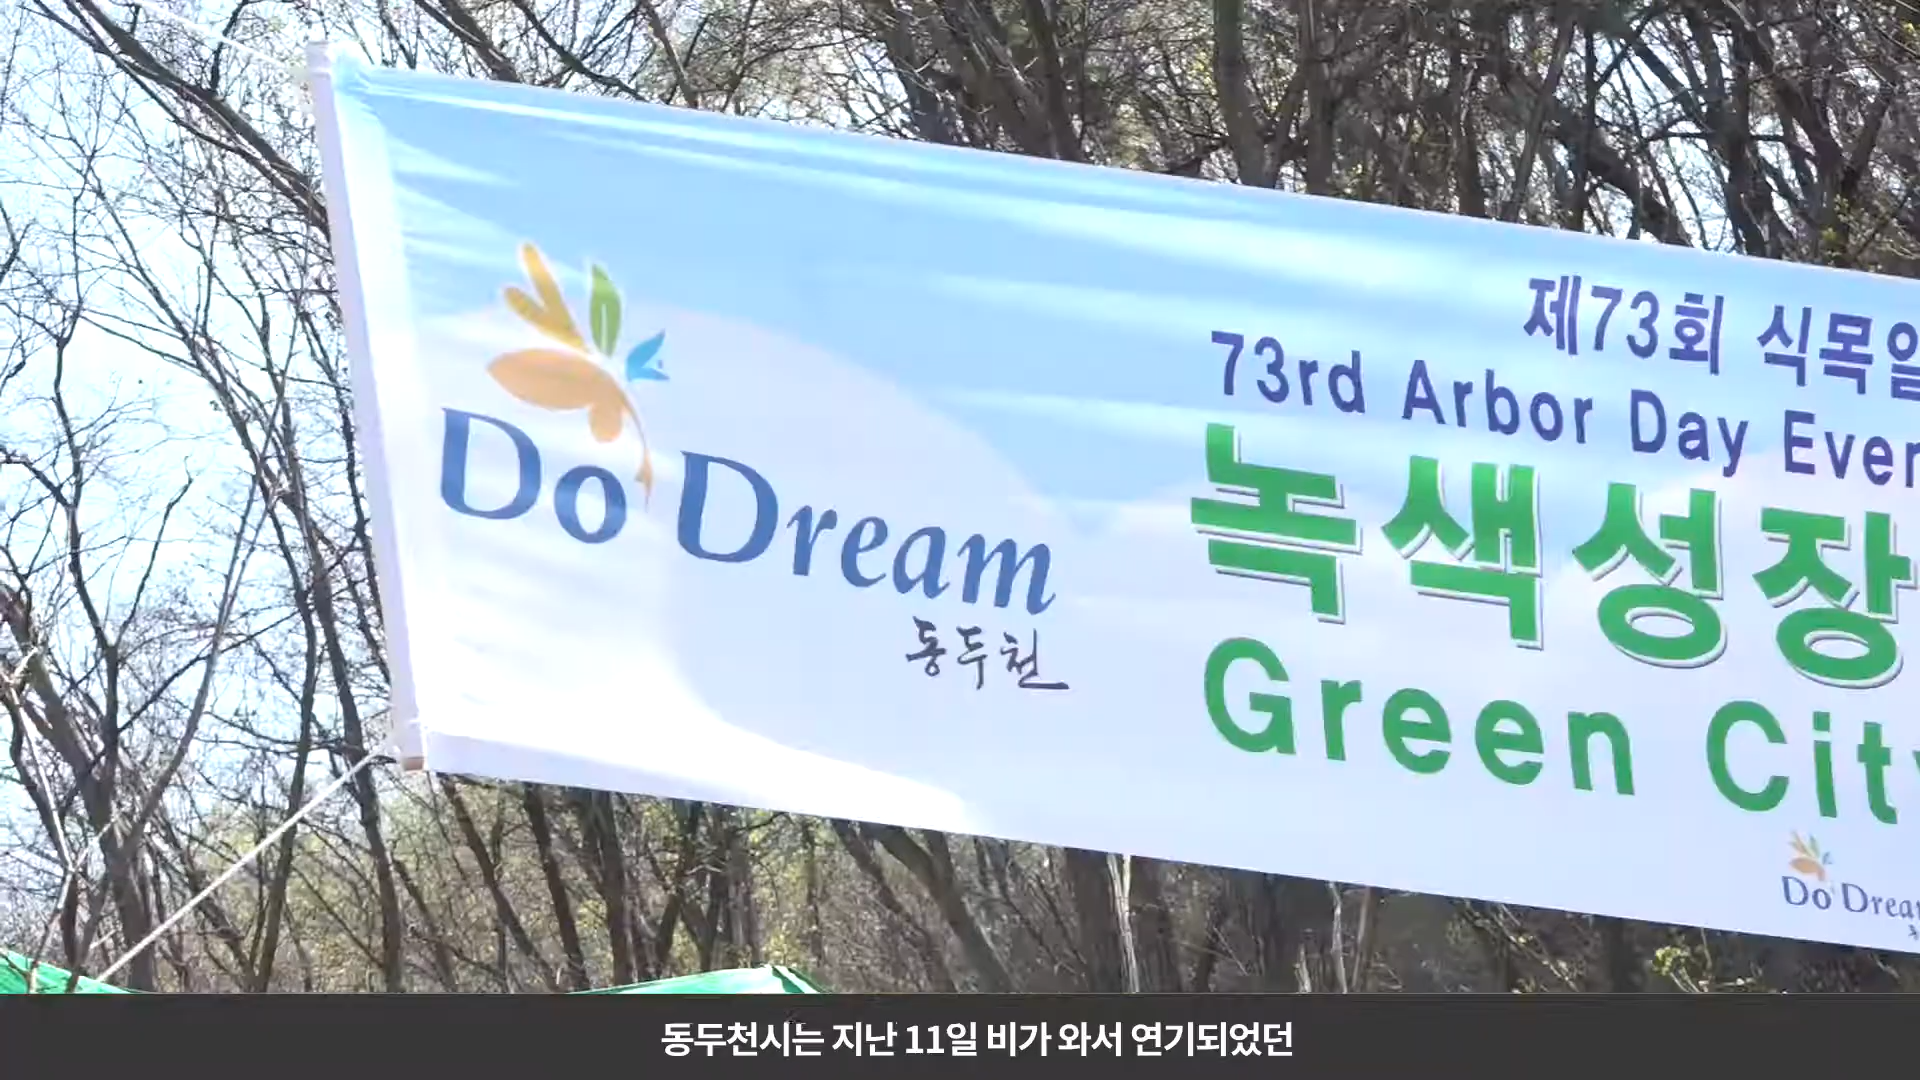 Do Dream
동두천
제73회 식목일
73rd Arbor Day Even
녹색성장
Green City
Do Dream
동두천시는 지난 11일 비가 와서 연기되었던